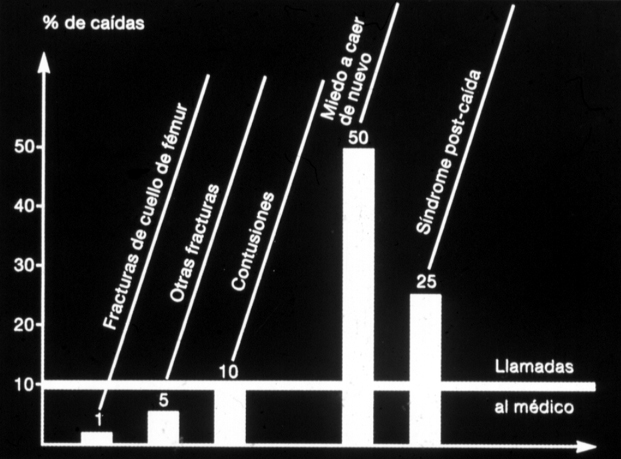 % de caídas
50
40
30
20
10
Fracturas de cuello de fémur
1
Otras fracturas
5
Contusiones
10
Miedo a caer
de nuevo
50
Síndrome post-caída
25
Llamadas
al médico